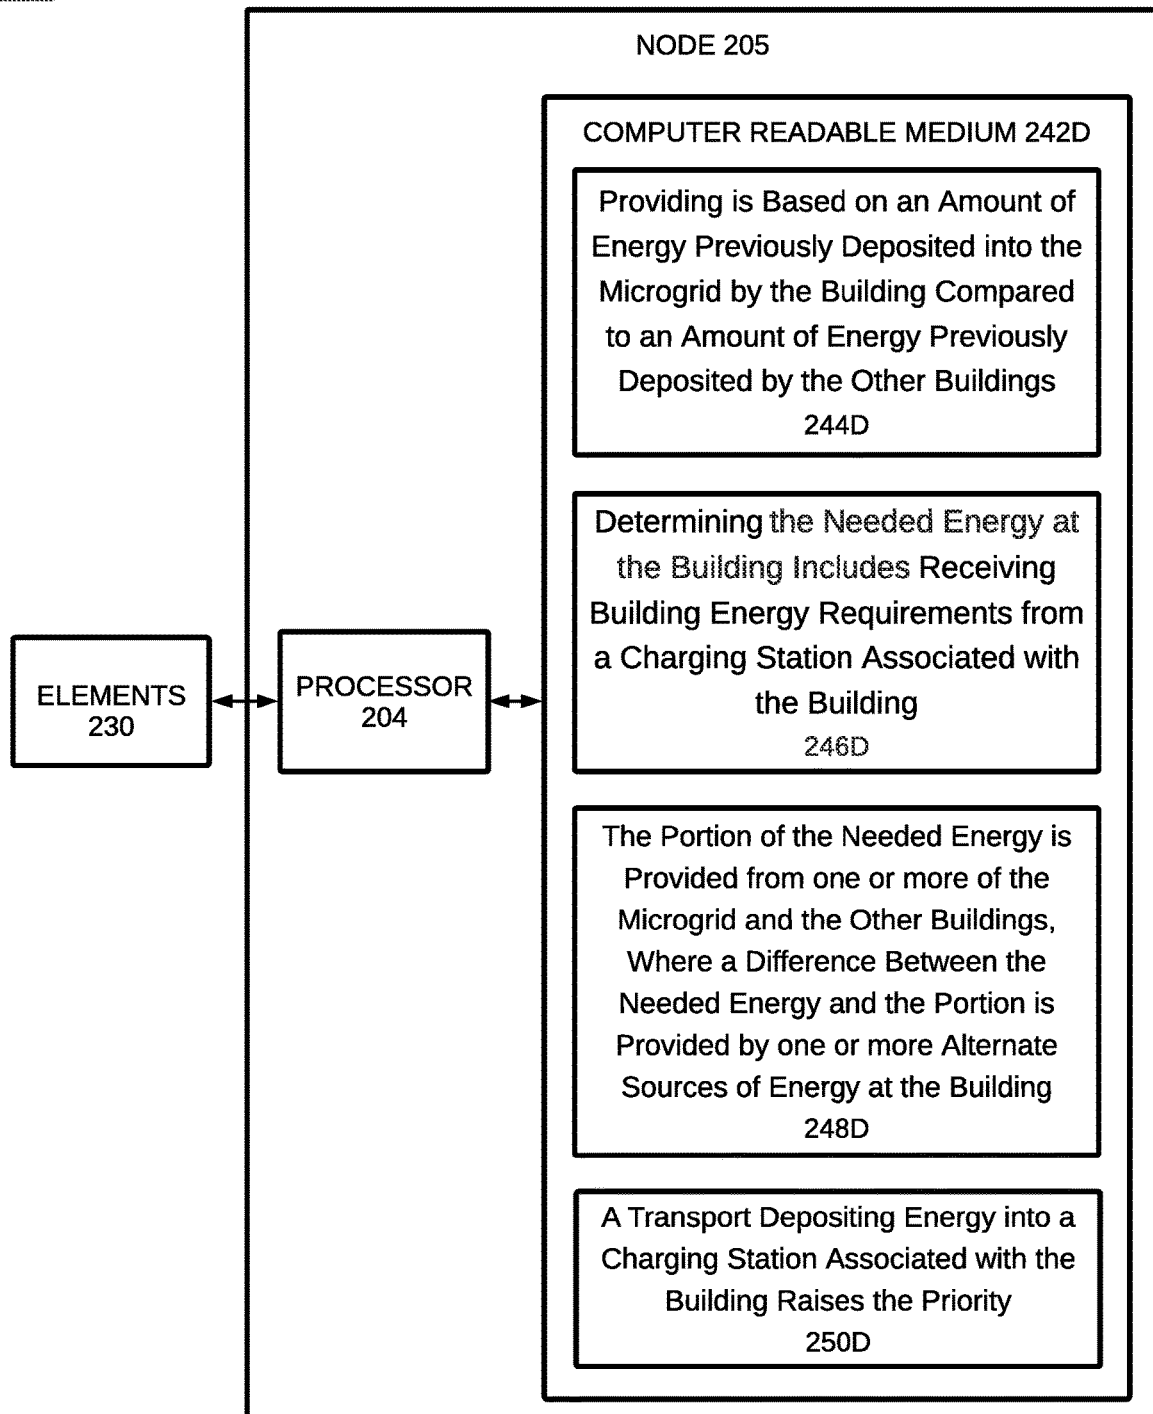 NODE 205
COMPUTER READABLE MEDIUM 242D
Providing is Based on an Amount of
Energy Previously Deposited into the
Microgrid by the Building Compared
to an Amount of Energy Previously
Deposited by the Other Buildings
244D
Determining the Needed Energy at
the Building Includes Receiving
Building Energy Requirements from
a Charging Station Associated with
the Building
246D
ELEMENTS
230
PROCESSOR
204
The Portion of the Needed Energy is
Provided from one or more of the
Microgrid and the Other Buildings,
Where a Difference Between the
Needed Energy and the Portion is
Provided by one or more Alternate
Sources of Energy at the Building
248D
A Transport Depositing Energy into a
Charging Station Associated with the
Building Raises the Priority
250D